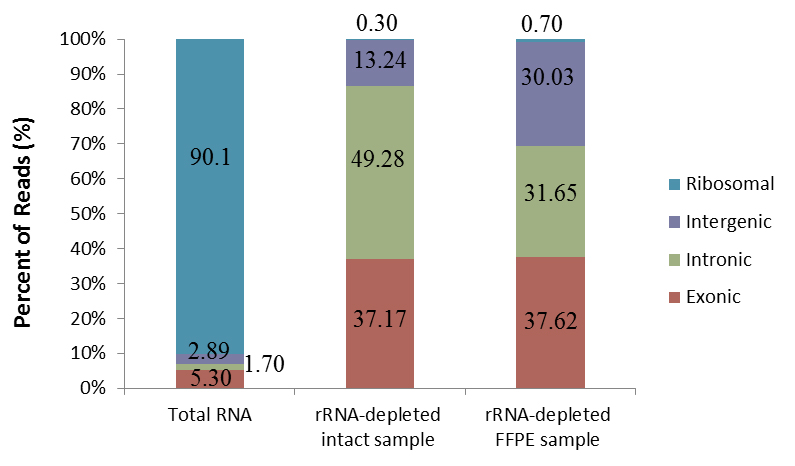 0.30
0.70
Percent of Reads (%)
100%
90%
80%
70%
60%
50%
40%
30%
20%
10%
0%
90.1
2.89
1.70
5.30
13.24
49.28
37.17
30.03
31.65
37.62
Total RNA
rRNA-depleted
intact sample
rRNA-depleted
FFPE sample
Ribosomal
Intergenic
Intronic
Exonic